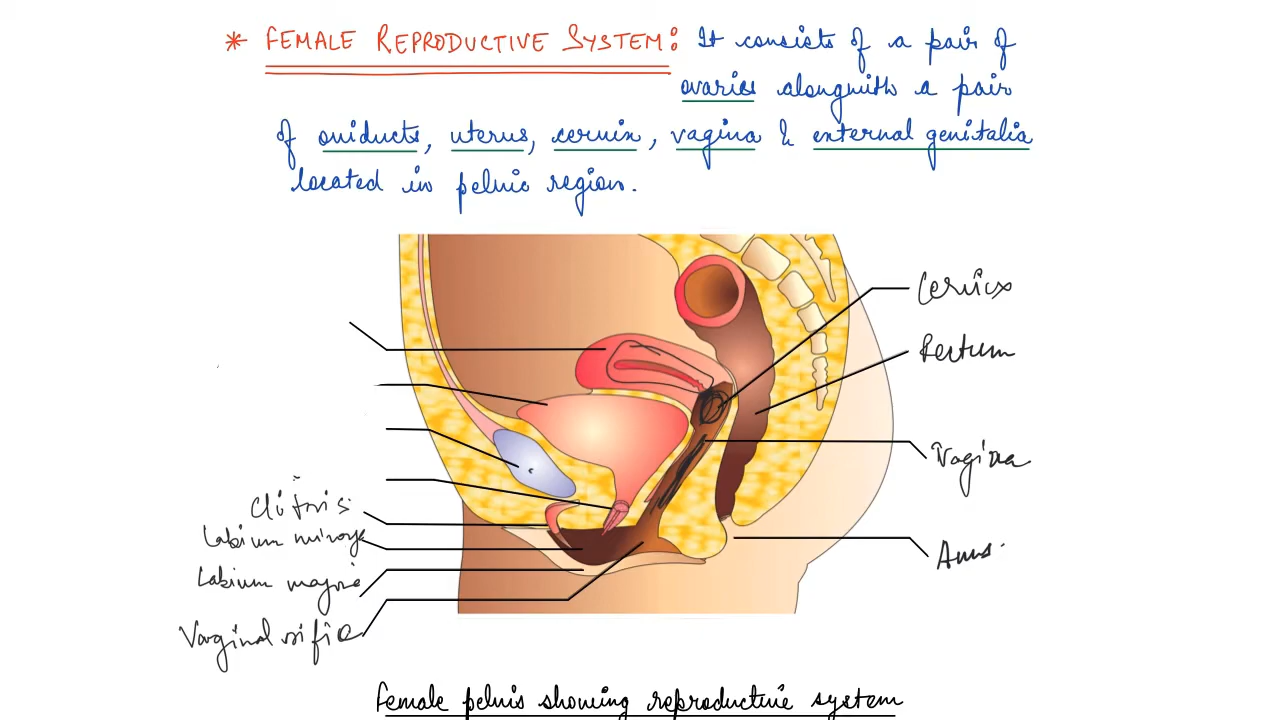 * FEMALE REPRODUCTIVE SYSTEM: It consists of a pair of
ovaries alongwith a pair
of oviducts, uterus, cervix, vagina & external genitalia
located in pelvic region.
Cervix
Rectum
Vagina
Anus.
Clitoris
Labium minora
Labium majora
Vaginal orifice
Female pelvis showing reproductive system